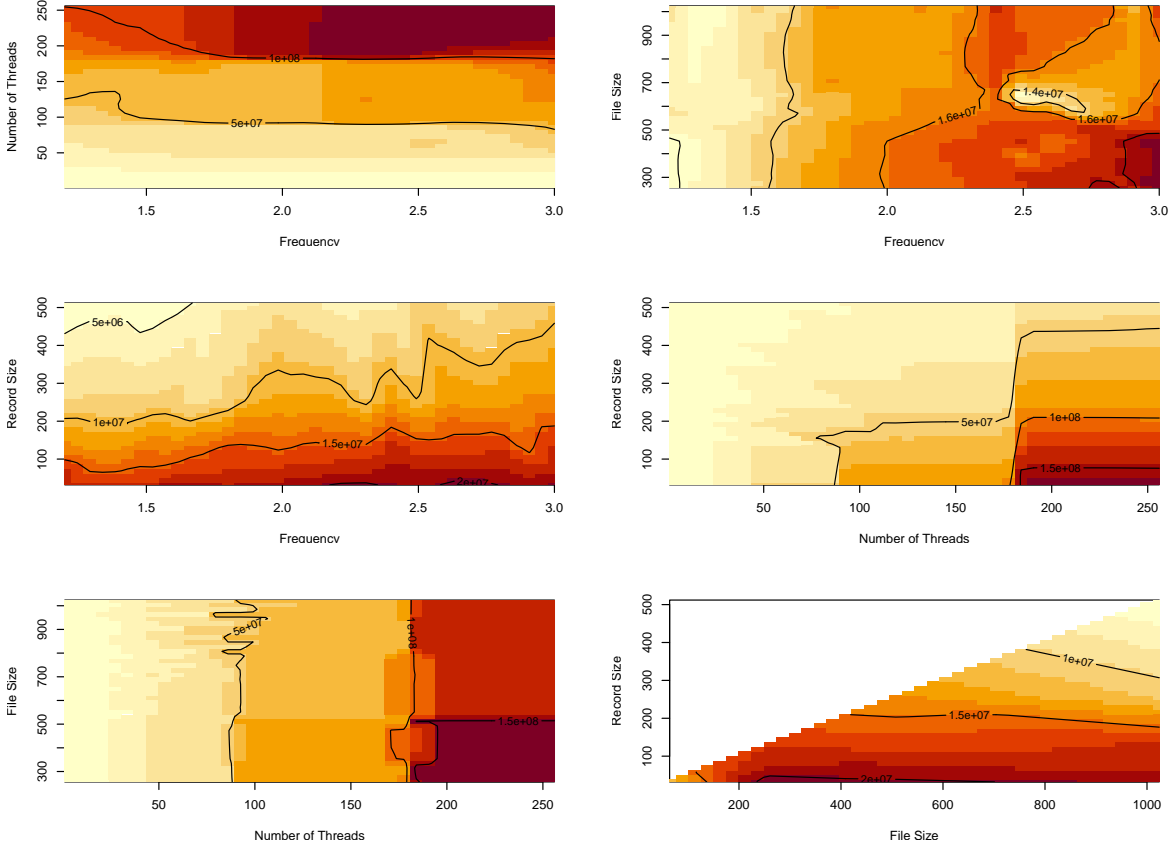 Number of Threads
50
100
150
200
250
1e+08
5e+07
1.5
2.0
2.5
3.0
Frequency
File Size
300
500
700
900
1.4e+07
1.6e+07
1.6e+07
1.5
2.0
2.5
3.0
Frequency
Record Size
100
200
300
400
500
5e+06
1e+07
1.5e+07
2e+07
1.5
2.0
2.5
3.0
Frequency
Record Size
100
200
300
400
500
5e+07
1e+08
1.5e+08
50
100
150
200
250
Number of Threads
File Size
300
500
700
900
5e+07
1e+08
1.5e+08
50
100
150
200
250
Number of Threads
Record Size
100
200
300
400
500
1e+07
1.5e+07
2e+07
200
400
600
800
1000
File Size